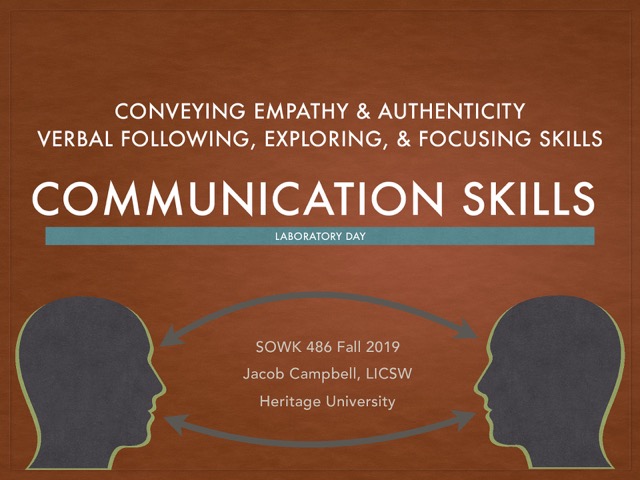 CONVEYING EMPATHY & AUTHENTICITY
VERBAL FOLLOWING, EXPLORING, & FOCUSING SKILLS
COMMUNICATION SKILLS
LABORATORY DAY
SOWK 486 Fall 2019
Jacob Campbell, LICSW
Heritage University